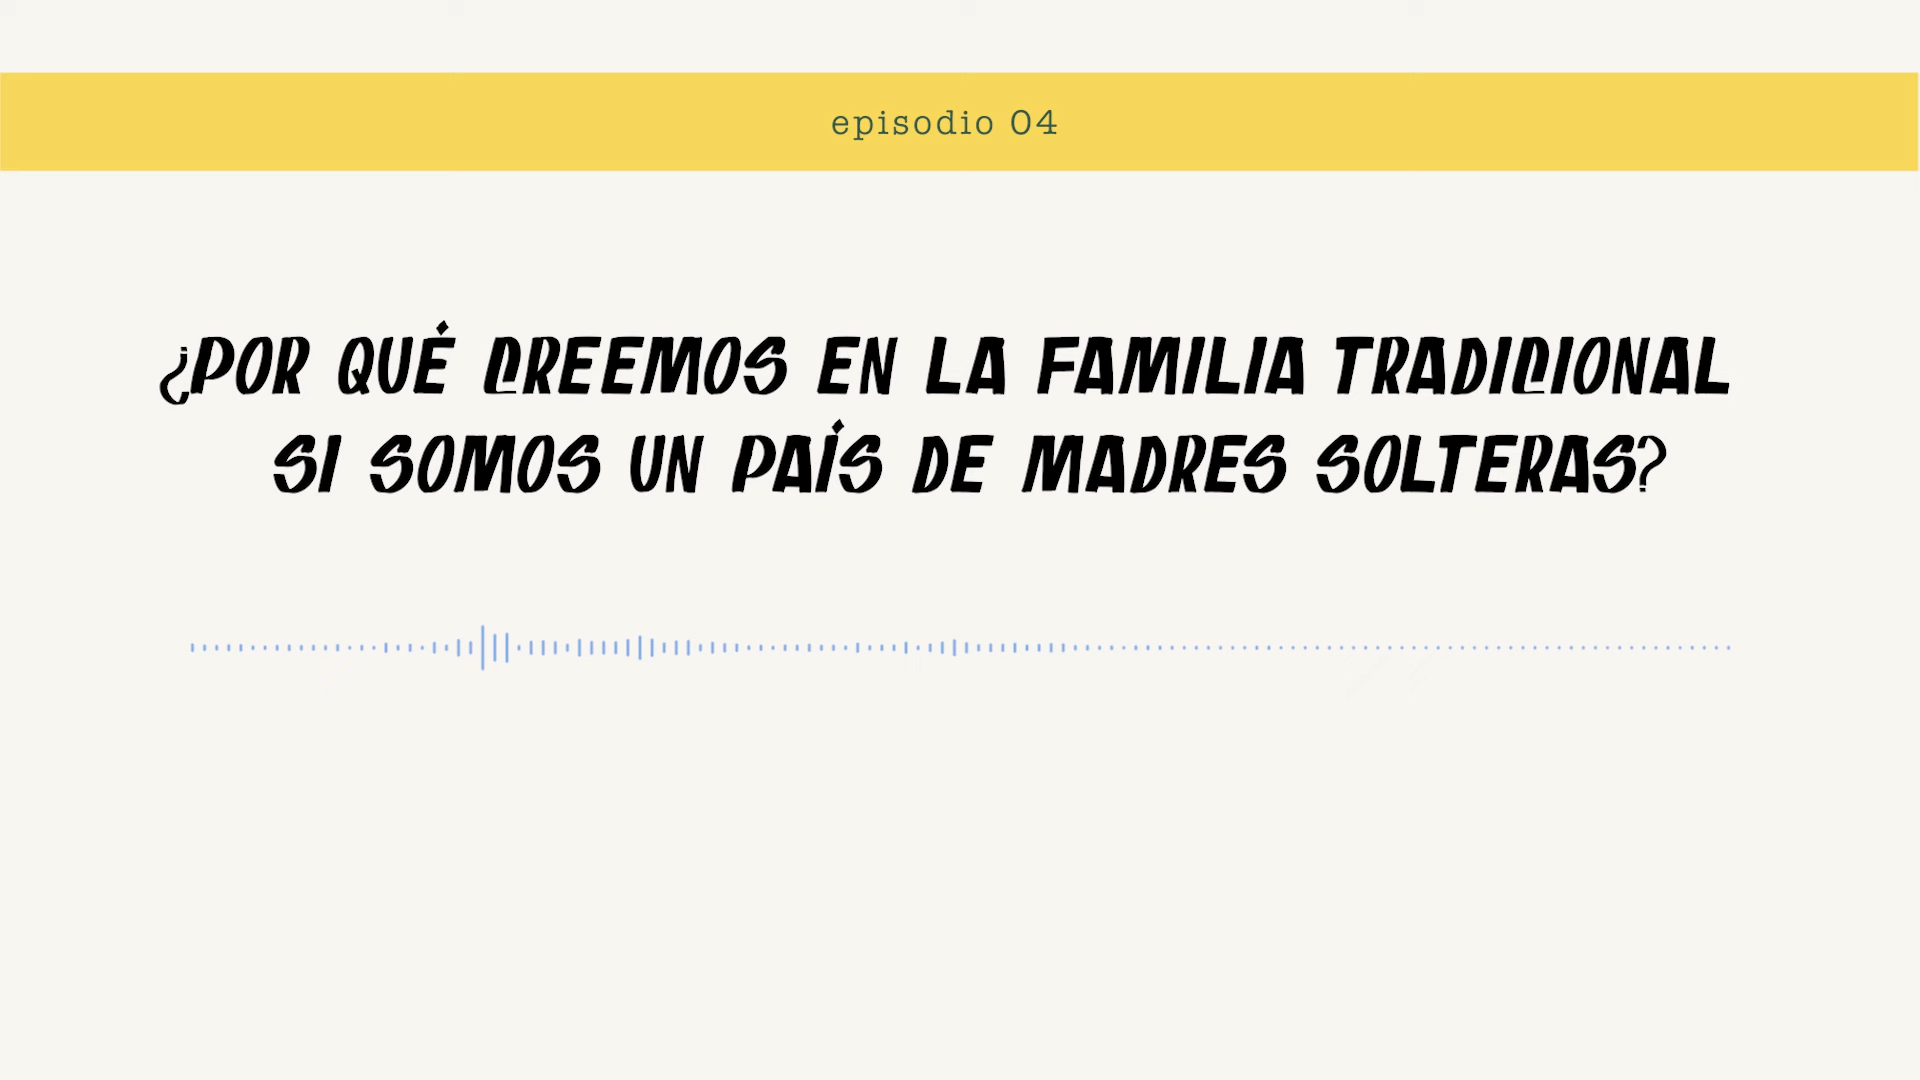 episodio 04
¿POR QUÉ CREEMOS EN LA FAMILIA TRADICIONAL
SI SOMOS UN PAÍS DE MADRES SOLTERAS?